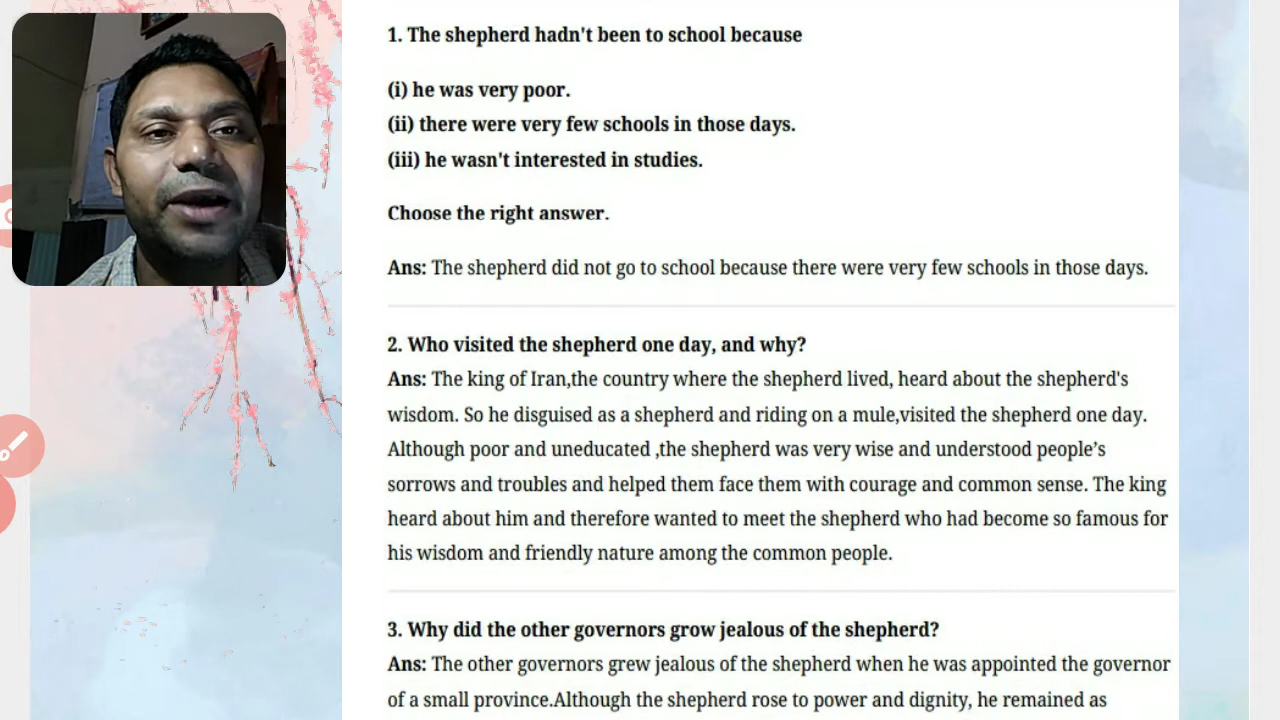 1. The shepherd hadn't been to school because
(i) he was very poor.
(ii) there were very few schools in those days.
(iii) he wasn't interested in studies.
Choose the right answer.
Ans: The shepherd did not go to school because there were very few schools in those days.
2. Who visited the shepherd one day, and why?
Ans: The king of Iran,the country where the shepherd lived, heard about the shepherd's
wisdom. So he disguised as a shepherd and riding on a mule,visited the shepherd one day.
Although poor and uneducated ,the shepherd was very wise and understood people’s
sorrows and troubles and helped them face them with courage and common sense. The king
heard about him and therefore wanted to meet the shepherd who had become so famous for
his wisdom and friendly nature among the common people.
3. Why did the other governors grow jealous of the shepherd?
Ans: The other governors grew jealous of the shepherd when he was appointed the governor
of a small province.Although the shepherd rose to power and dignity, he remained as